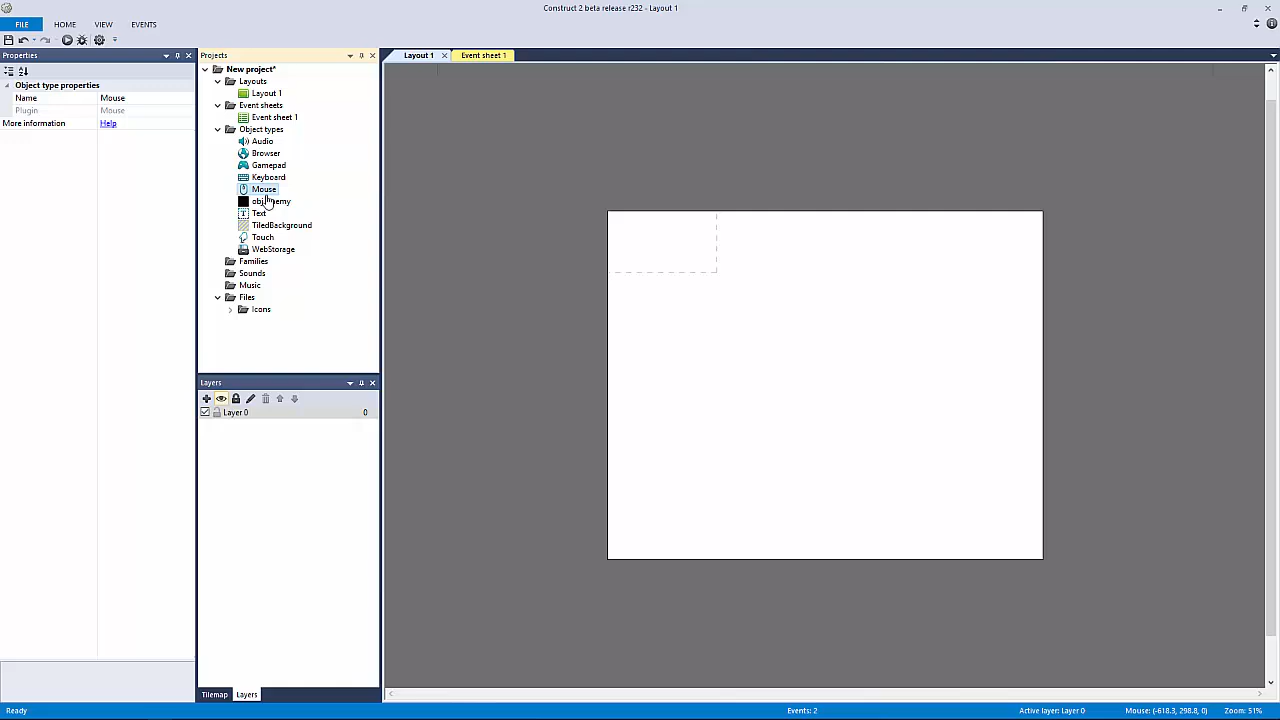 Construct 2 beta release r232 - Layout 1
FILE HOME VIEW EVENTS
Properties
Object type properties
Name Mouse
Plugin Mouse
More information Help
Projects
New project*
Layouts
Layout 1
Event sheets
Event sheet 1
Object types
Audio
Browser
Gamepad
Keyboard
Mouse
Text
TiledBackground
Touch
WebStorage
Families
Sounds
Music
Files
Icons
Layers
Layer 0 0
Tilemap Layers
Layout 1 Event sheet 1
Ready Events: 2 Active layer: Layer 0 Mouse: (-618.3, 298.8, 0) Zoom: 51%